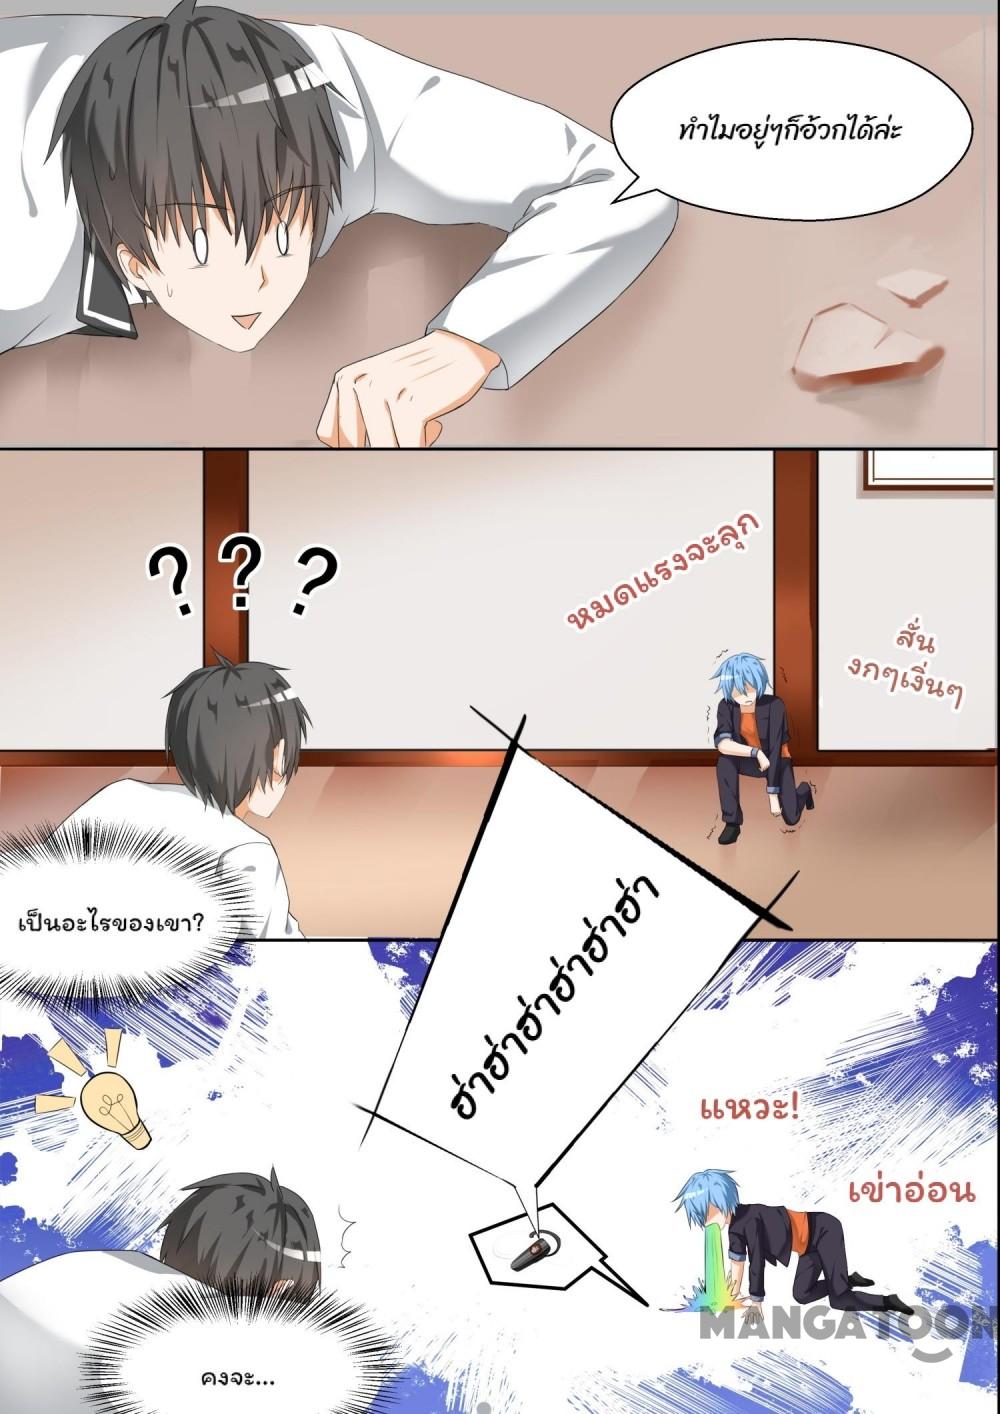 ทำไมอยู่ๆก็อ้วกได้ล่ะ
? ? ?
หมดแรงจะลุก
สั่น
งกๆเงิ่นๆ
เป็นอะไรของเขา?
ฮ่าฮ่าฮ่าฮ่าฮ่าฮ่า
แหวะ!
เข่าอ่อน
MANGATOON
คงจะ...